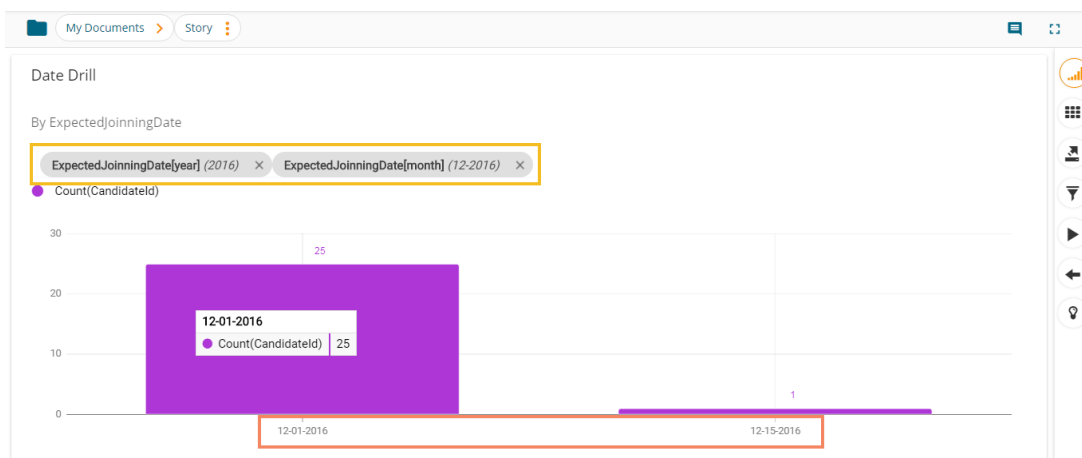 My Documents > Story
Date Drill
By ExpectedJoinningDate
ExpectedJoinningDate[year] (2016) × ExpectedJoinningDate[month] (12-2016) ×
Count(CandidateId)
30
25
20
12-01-2016
Count(CandidateId) 25
10
1
0
12-01-2016 12-15-2016